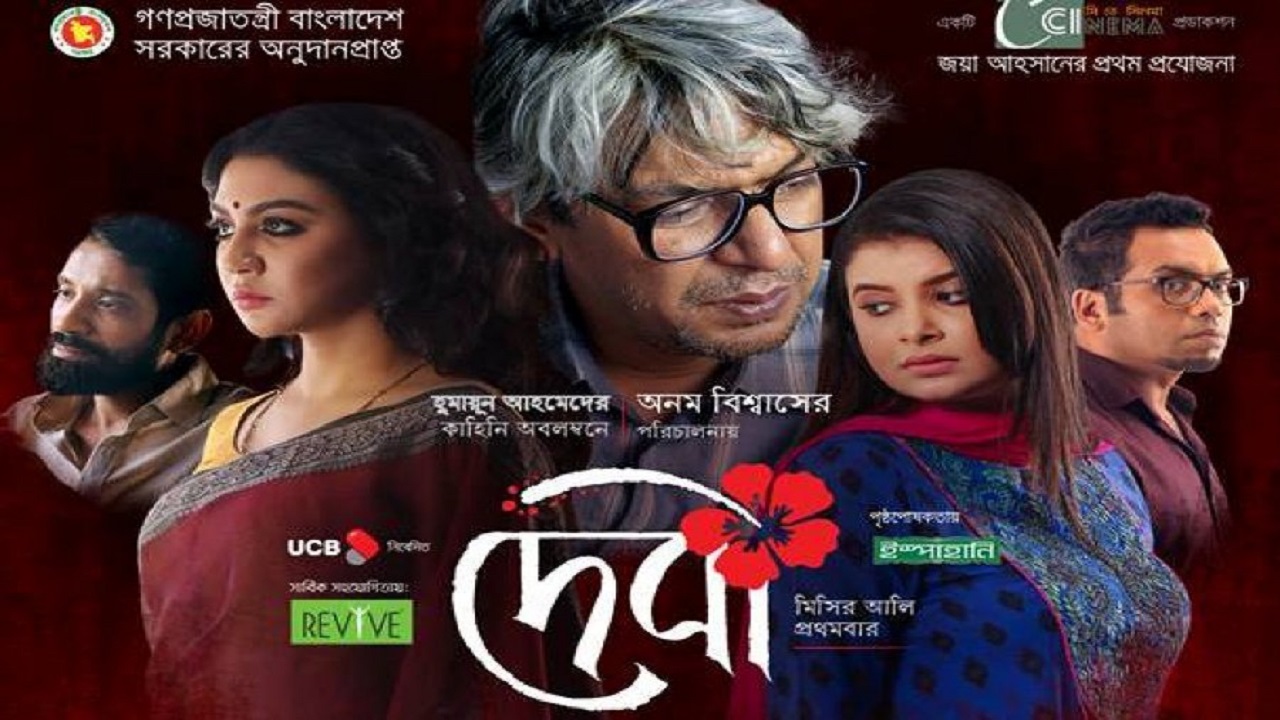 গণপ্রজাতন্ত্রী বাংলাদেশ
সরকারের অনুদানপ্রাপ্ত
একটি
CINEMA
প্রডাকশন
জয়া আহসানের প্রথম প্রযোজনা
হুমায়ূন আহমেদের
কাহিনি অবলম্বনে
অনম বিশ্বাসের
পরিচালনায়
দেবী
UCB
নিবেদিত
সার্বিক সহযোগিতায়:
REVIVE
পৃষ্ঠপোষকতায়
ইস্পাহানি
মিসির আলি
প্রথমবার